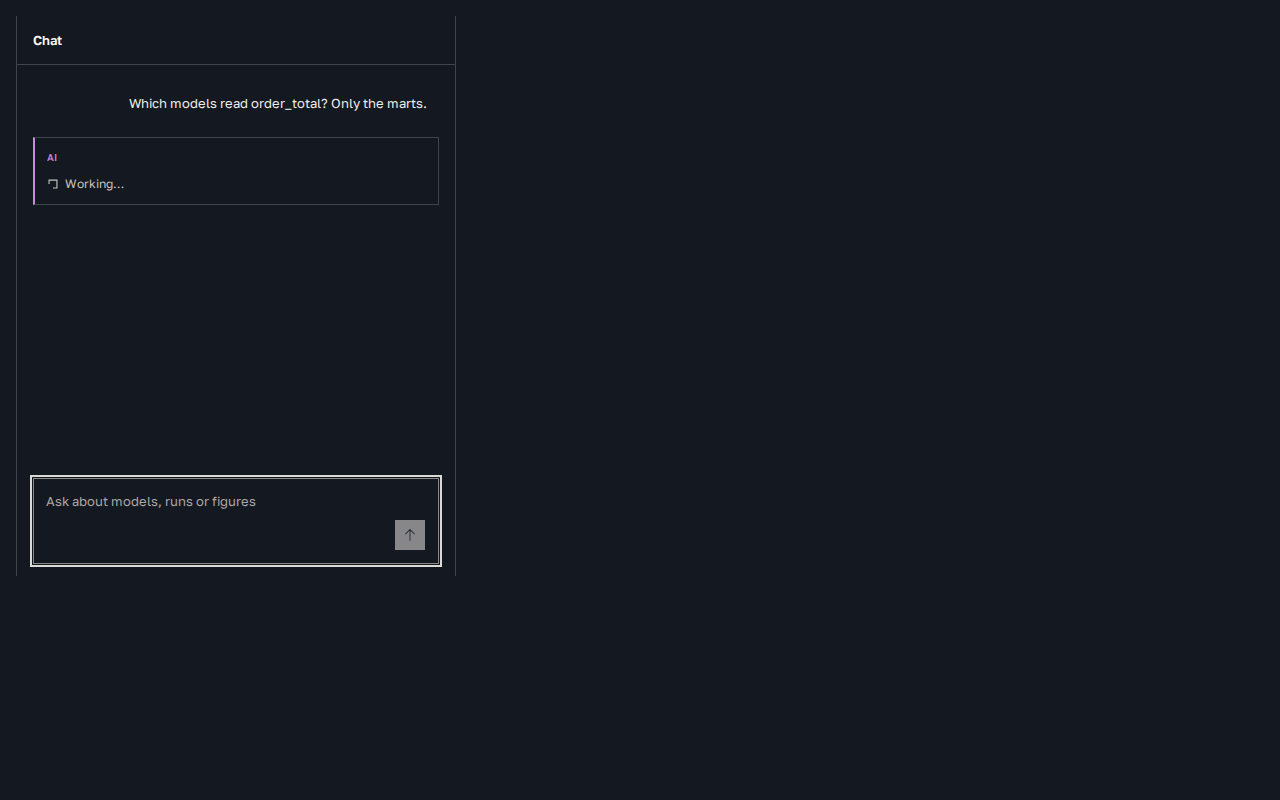 Chat
Which models read order_total? Only the marts.
AI
Working...
Ask about models, runs or figures